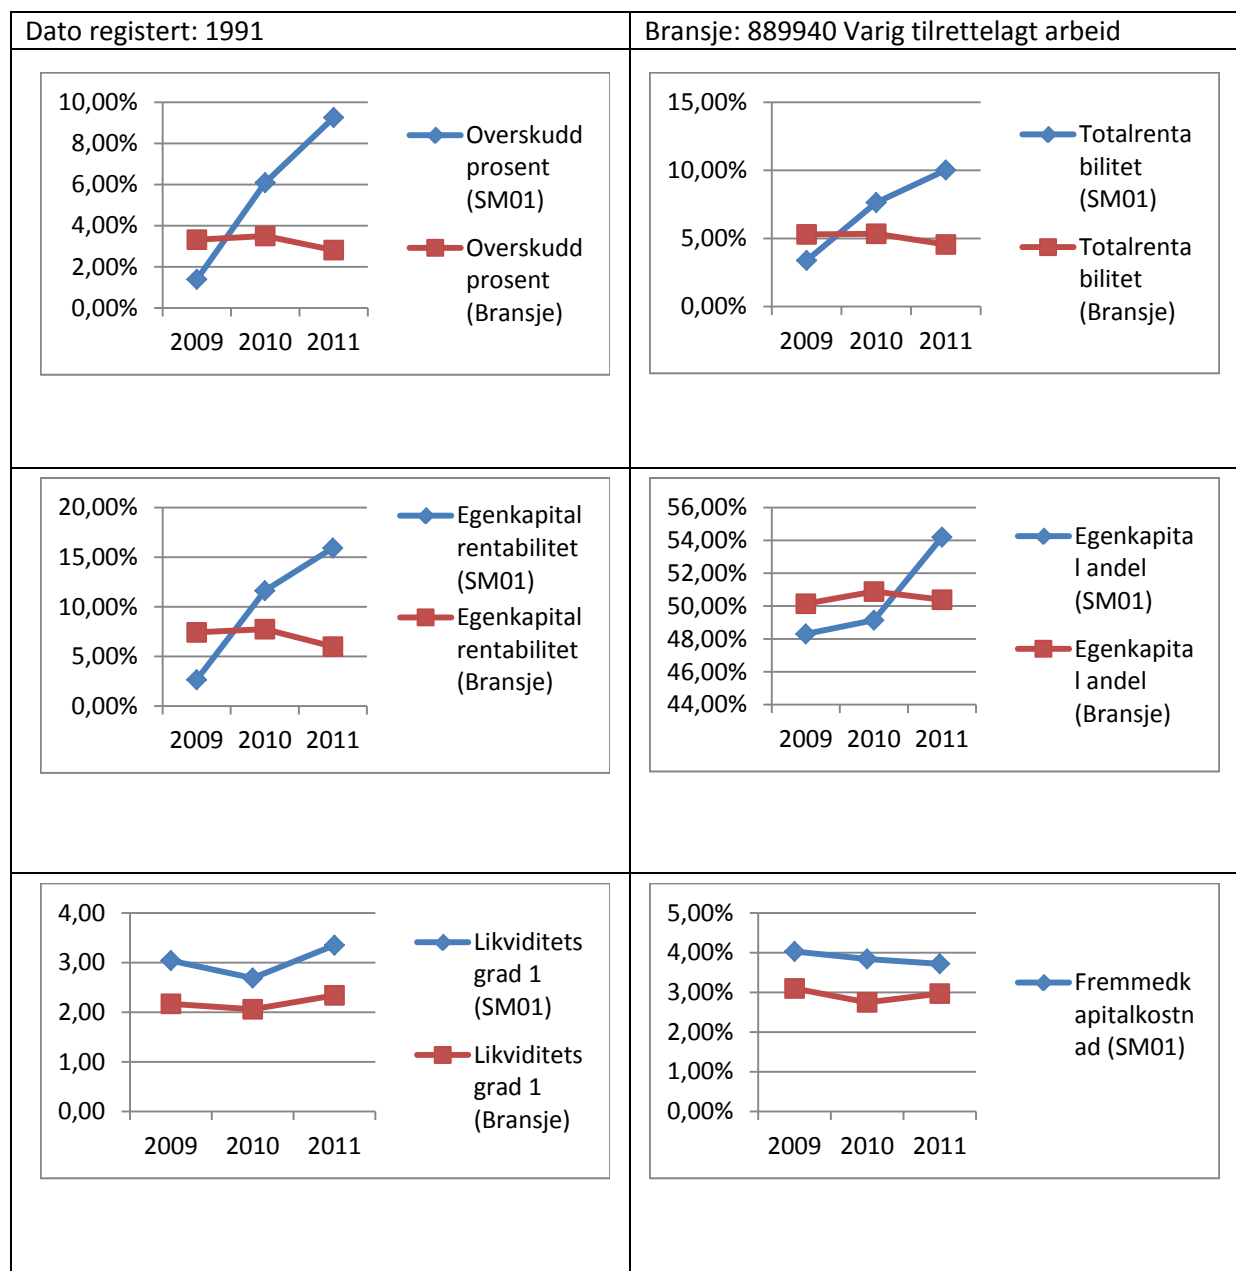 Dato registert: 1991
Bransje: 889940 Varig tilrettelagt arbeid
10,00%
8,00%
6,00%
4,00%
2,00%
0,00%
2009 2010 2011
Overskudd
prosent
(SM01)
Overskudd
prosent
(Bransje)
15,00%
10,00%
5,00%
0,00%
2009 2010 2011
Totalrenta
bilitet
(SM01)
Totalrenta
bilitet
(Bransje)
20,00%
15,00%
10,00%
5,00%
0,00%
2009 2010 2011
Egenkapital
rentabilitet
(SM01)
Egenkapital
rentabilitet
(Bransje)
56,00%
54,00%
52,00%
50,00%
48,00%
46,00%
44,00%
2009 2010 2011
Egenkapita
l andel
(SM01)
Egenkapita
l andel
(Bransje)
4,00
3,00
2,00
1,00
0,00
2009 2010 2011
Likviditets
grad 1
(SM01)
Likviditets
grad 1
(Bransje)
5,00%
4,00%
3,00%
2,00%
1,00%
0,00%
2009 2010 2011
Fremmedk
apitalkostn
ad (SM01)